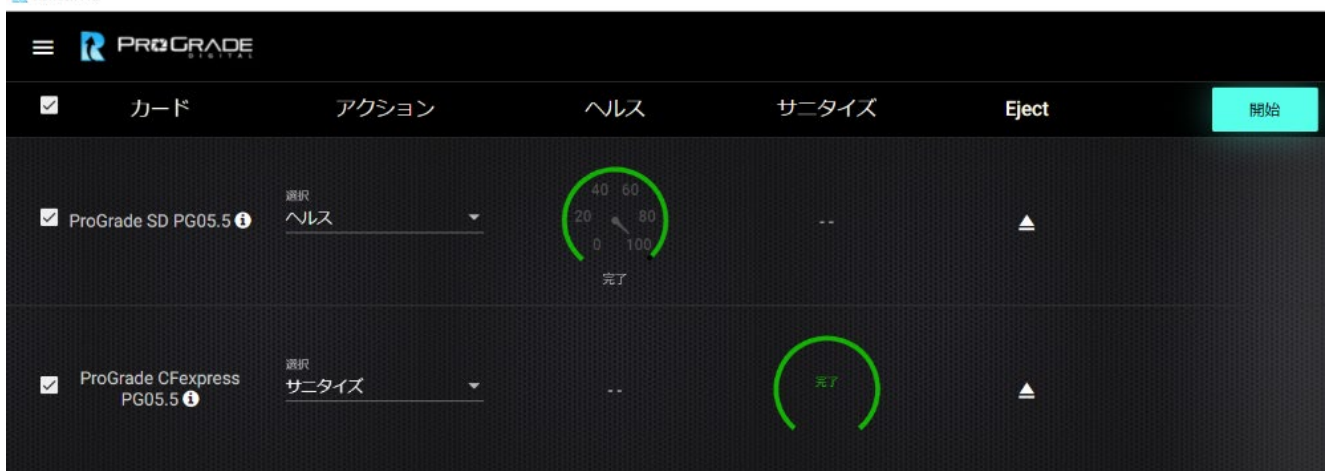 PROGRADE
DIGITAL
カード アクション ヘルス サニタイズ Eject 開始
選択
ProGrade SD PG05.5 ヘルス - -
40 60
20 80
0 100
完了
選択
ProGrade CFexpress
PG05.5
サニタイズ - - 完了